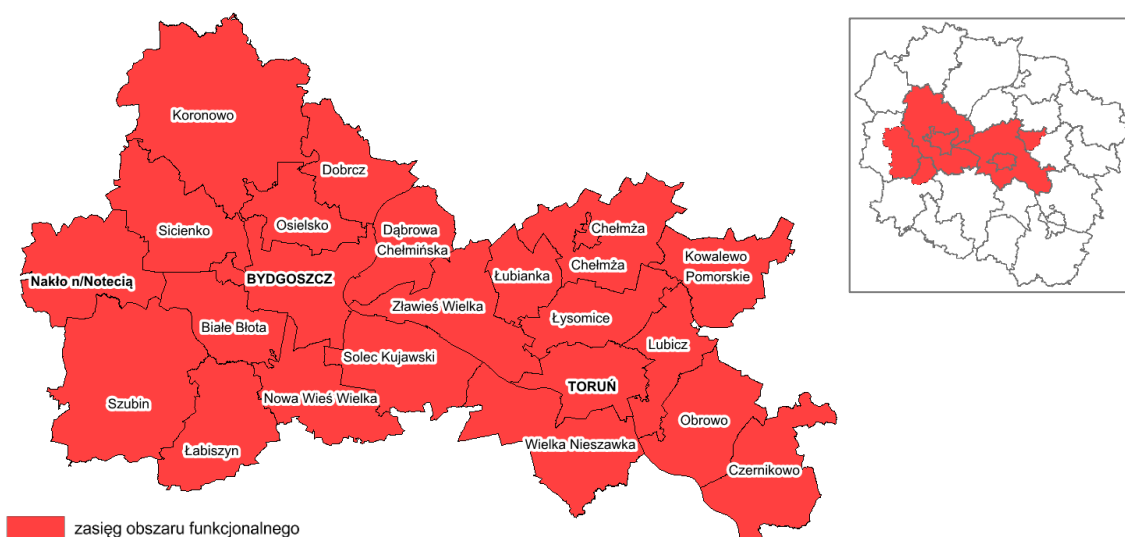 Koronowo
Dobrcz
Osielsko
Sicienko
Dąbrowa
Chełmińska
Chełmża
Chełmża
Kowalewo
Pomorskie
Nakło n/Notecią
BYDGOSZCZ
Łubianka
Zławieś Wielka
Łysomice
Białe Błota
Solec Kujawski
Lubicz
TORUŃ
Szubin
Nowa Wieś Wielka
Obrowo
Łabiszyn
Wielka Nieszawka
Czernikowo
zasięg obszaru funkcjonalnego